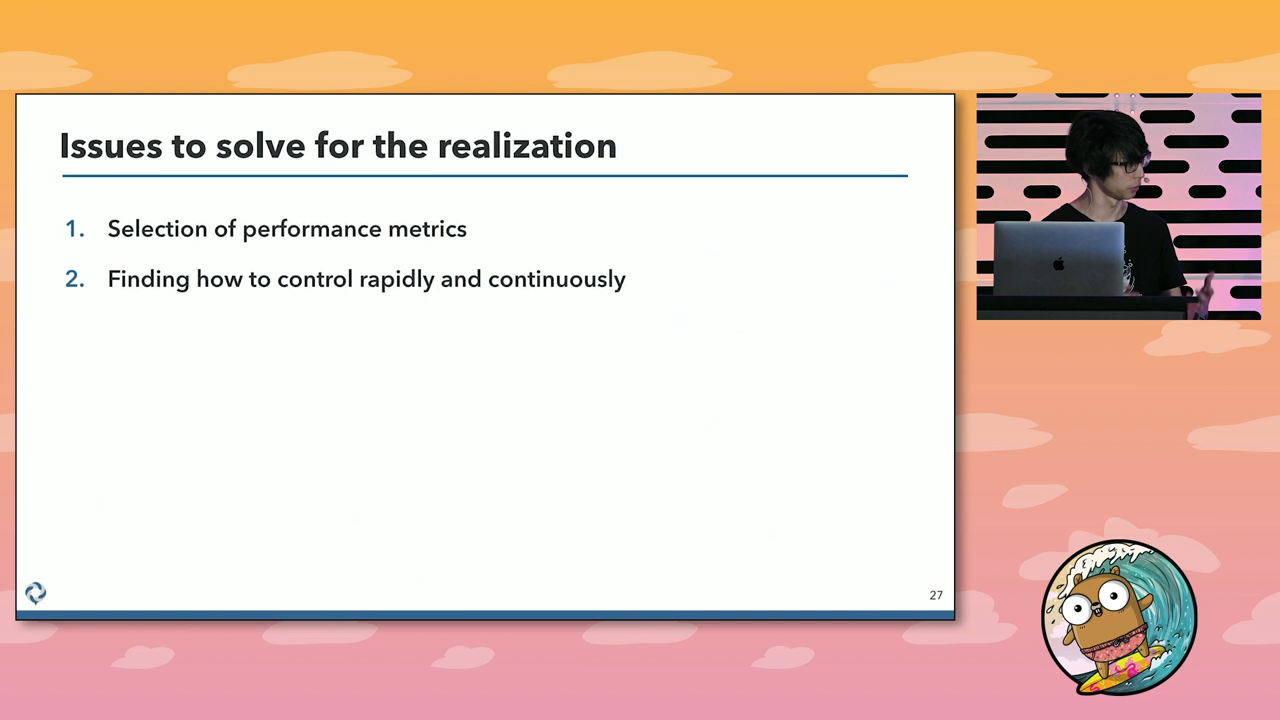 Issues to solve for the realization
1. Selection of performance metrics
2. Finding how to control rapidly and continuously
27